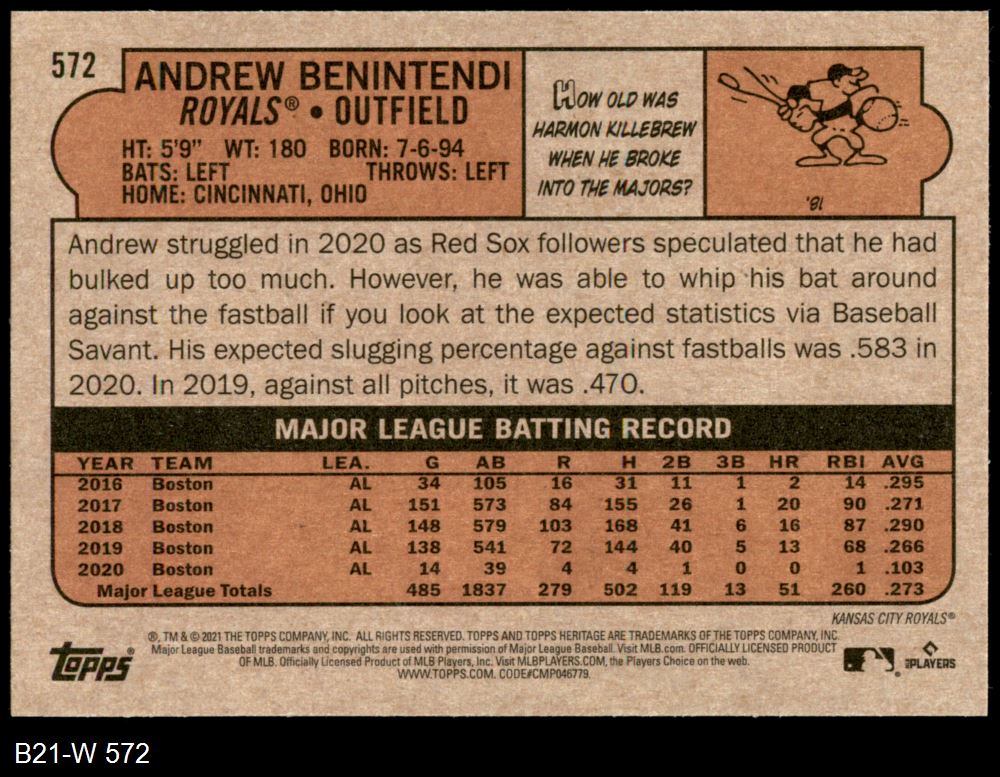 572
ANDREW BENINTENDI
ROYALS® • OUTFIELD
HT: 5'9" WT: 180 BORN: 7-6-94
BATS: LEFT THROWS: LEFT
HOME: CINCINNATI, OHIO
HOW OLD WAS
HARMON KILLEBREW
WHEN HE BROKE
INTO THE MAJORS?
'81
Andrew struggled in 2020 as Red Sox followers speculated that he had
bulked up too much. However, he was able to whip his bat around
against the fastball if you look at the expected statistics via Baseball
Savant. His expected slugging percentage against fastballs was .583 in
2020. In 2019, against all pitches, it was .470.
MAJOR LEAGUE BATTING RECORD
YEAR TEAM LEA. G AB R H 2B 3B HR RBI AVG
2016 Boston AL 34 105 16 31 11 1 2 14 .295
2017 Boston AL 151 573 84 155 26 1 20 90 .271
2018 Boston AL 148 579 103 168 41 6 16 87 .290
2019 Boston AL 138 541 72 144 40 5 13 68 .266
2020 Boston AL 14 39 4 4 1 0 0 1 .103
Major League Totals 485 1837 279 502 119 13 51 260 .273
KANSAS CITY ROYALS®
®, TM & © 2021 THE TOPPS COMPANY, INC. ALL RIGHTS RESERVED. TOPPS AND TOPPS HERITAGE ARE TRADEMARKS OF THE TOPPS COMPANY, INC.
Major League Baseball trademarks and copyrights are used with permission of Major League Baseball. Visit MLB.com. OFFICIALLY LICENSED PRODUCT
OF MLB. Officially Licensed Product of MLB Players, Inc. Visit MLBPLAYERS.COM, the Players Choice on the web.
WWW.TOPPS.COM. CODE#CMP046779.
Topps®
MLB PLAYERS
B21-W 572